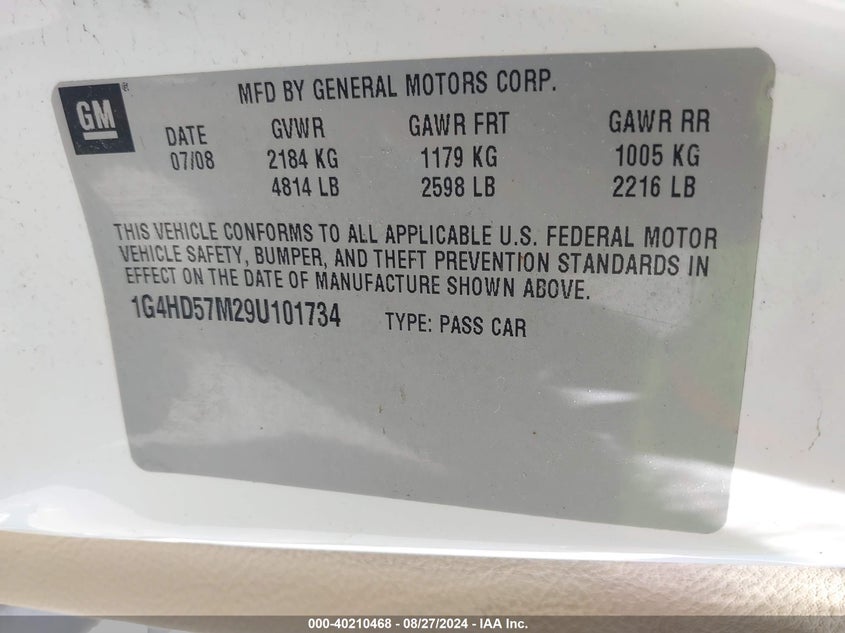 GM®
MFD BY GENERAL MOTORS CORP.
DATE GVWR GAWR FRT GAWR RR
07/08 2184 KG 1179 KG 1005 KG
4814 LB 2598 LB 2216 LB
THIS VEHICLE CONFORMS TO ALL APPLICABLE U.S. FEDERAL MOTOR
VEHICLE SAFETY, BUMPER, AND THEFT PREVENTION STANDARDS IN
EFFECT ON THE DATE OF MANUFACTURE SHOWN ABOVE.
1G4HD57M29U101734 TYPE: PASS CAR
000-40210468 - 08/27/2024 - IAA Inc.